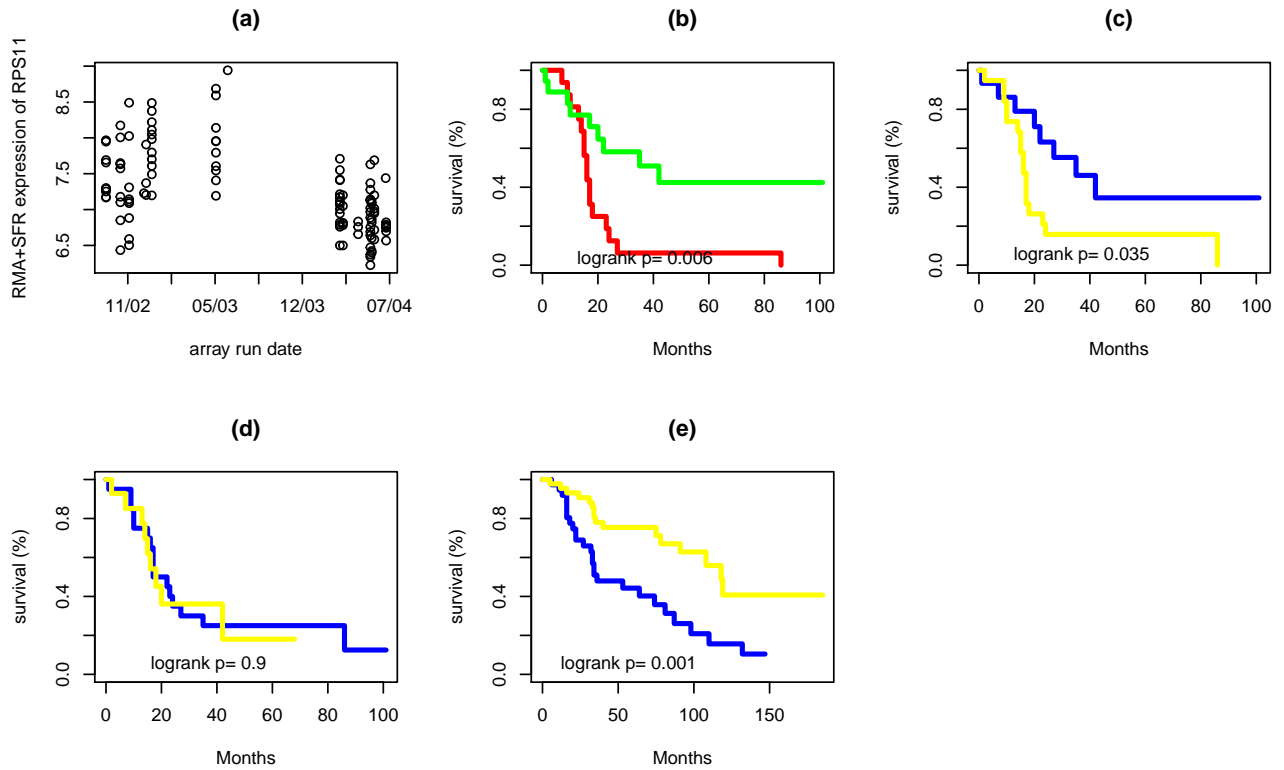 (a)
RMA+SFR expression of RPS11
8.5
7.5
6.5
11/02 05/03 12/03 07/04
array run date
(b)
survival (%)
0.8
0.4
0.0
logrank p= 0.006
0 20 40 60 80 100
Months
(c)
survival (%)
0.8
0.4
0.0
logrank p= 0.035
0 20 40 60 80 100
Months
(d)
survival (%)
0.8
0.4
0.0
logrank p= 0.9
0 20 40 60 80 100
Months
(e)
survival (%)
0.8
0.4
0.0
logrank p= 0.001
0 50 100 150
Months